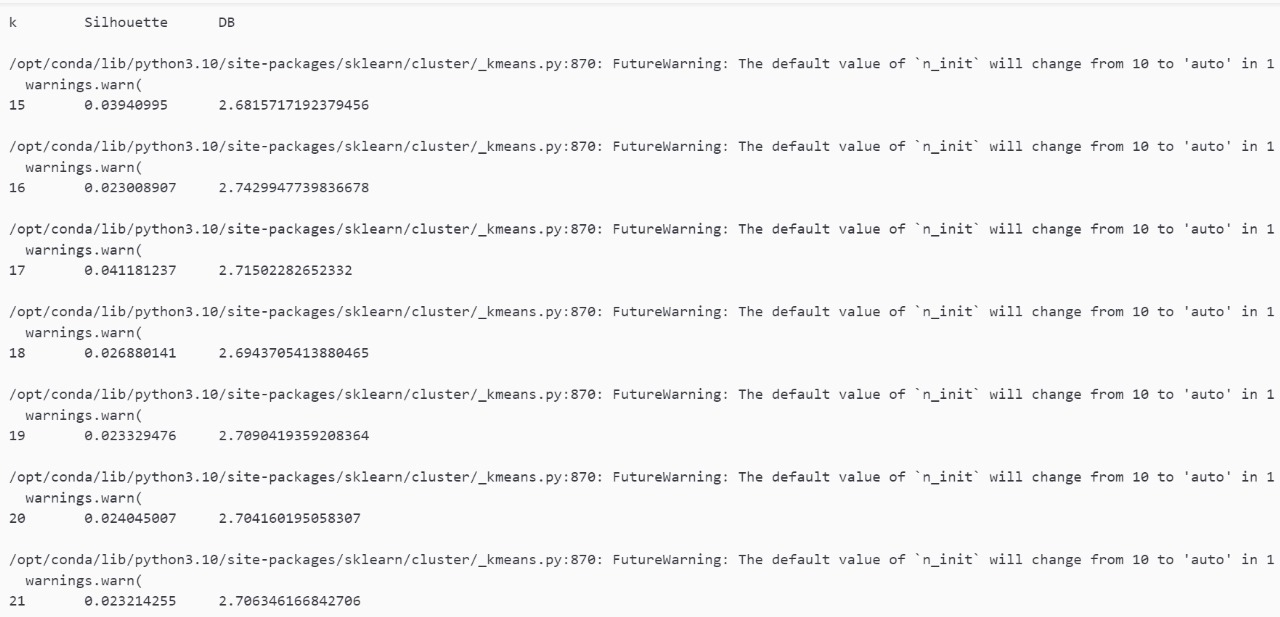 k Silhouette DB
/opt/conda/lib/python3.10/site-packages/sklearn/cluster/_kmeans.py:870: FutureWarning: The default value of `n_init` will change from 10 to 'auto' in 1
warnings.warn(
15 0.03940995 2.6815717192379456
/opt/conda/lib/python3.10/site-packages/sklearn/cluster/_kmeans.py:870: FutureWarning: The default value of `n_init` will change from 10 to 'auto' in 1
warnings.warn(
16 0.023008907 2.7429947739836678
/opt/conda/lib/python3.10/site-packages/sklearn/cluster/_kmeans.py:870: FutureWarning: The default value of `n_init` will change from 10 to 'auto' in 1
warnings.warn(
17 0.041181237 2.71502282652332
/opt/conda/lib/python3.10/site-packages/sklearn/cluster/_kmeans.py:870: FutureWarning: The default value of `n_init` will change from 10 to 'auto' in 1
warnings.warn(
18 0.026880141 2.6943705413880465
/opt/conda/lib/python3.10/site-packages/sklearn/cluster/_kmeans.py:870: FutureWarning: The default value of `n_init` will change from 10 to 'auto' in 1
warnings.warn(
19 0.023329476 2.7090419359208364
/opt/conda/lib/python3.10/site-packages/sklearn/cluster/_kmeans.py:870: FutureWarning: The default value of `n_init` will change from 10 to 'auto' in 1
warnings.warn(
20 0.024045007 2.704160195058307
/opt/conda/lib/python3.10/site-packages/sklearn/cluster/_kmeans.py:870: FutureWarning: The default value of `n_init` will change from 10 to 'auto' in 1
warnings.warn(
21 0.023214255 2.706346166842706